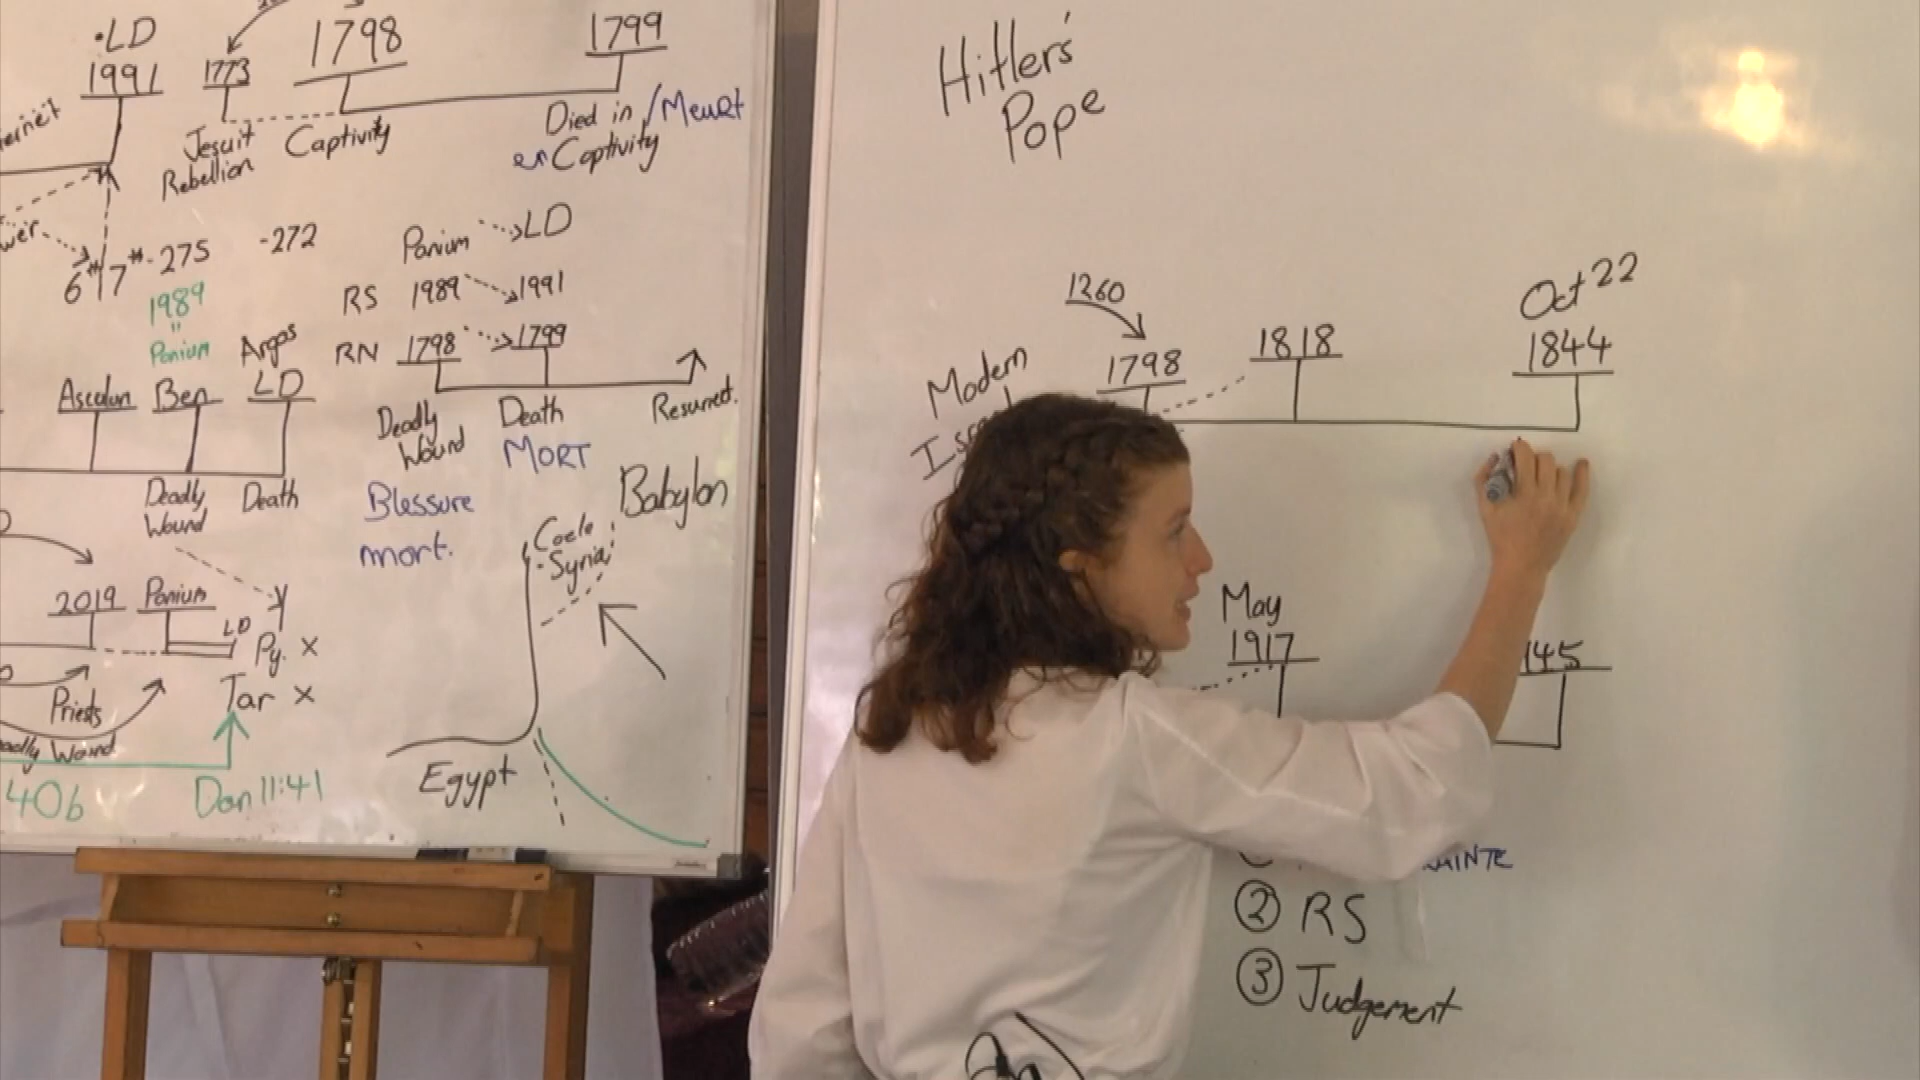 •LD
1991
1773
1798
1799
Jesuit
Rebellion
Captivity
Died in /Meurt
en Captivity
6th 7th -275 -272
1989
"
Panium
Argos
Ascalun Ben LD
Deadly
Wound
Death
Panium LD
RS 1989 1991
RN 1798 1799
Deadly
Wound
Death
Resurrect.
MORT
Blessure
mort.
Babylon
Coele
-Syria
Egypt
2019 Panium
LD
Py. x
Tar x
Priests
Wound
40b
Dan 11:41
Hitler's
Pope
1260
Modern
1798
1818
Oct 22
1844
May
1917
② RS
③ Judgement